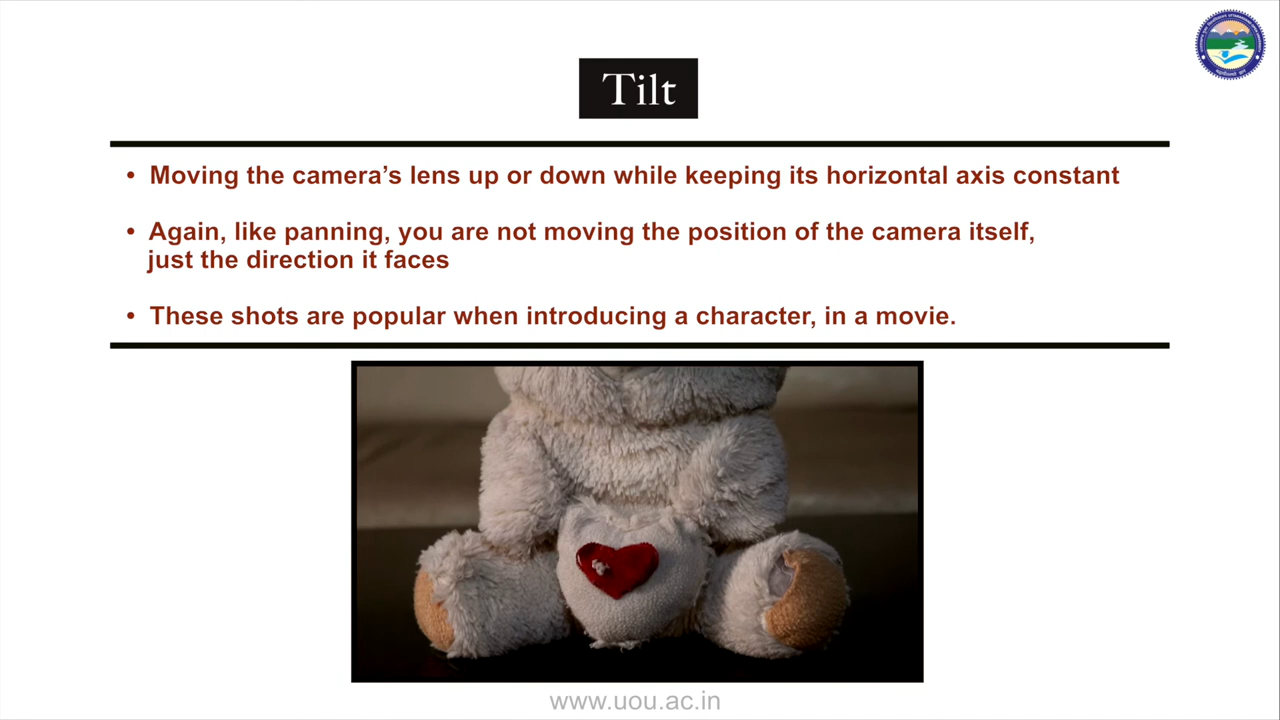 Tilt
• Moving the camera’s lens up or down while keeping its horizontal axis constant
• Again, like panning, you are not moving the position of the camera itself,
just the direction it faces
• These shots are popular when introducing a character, in a movie.
www.uou.ac.in